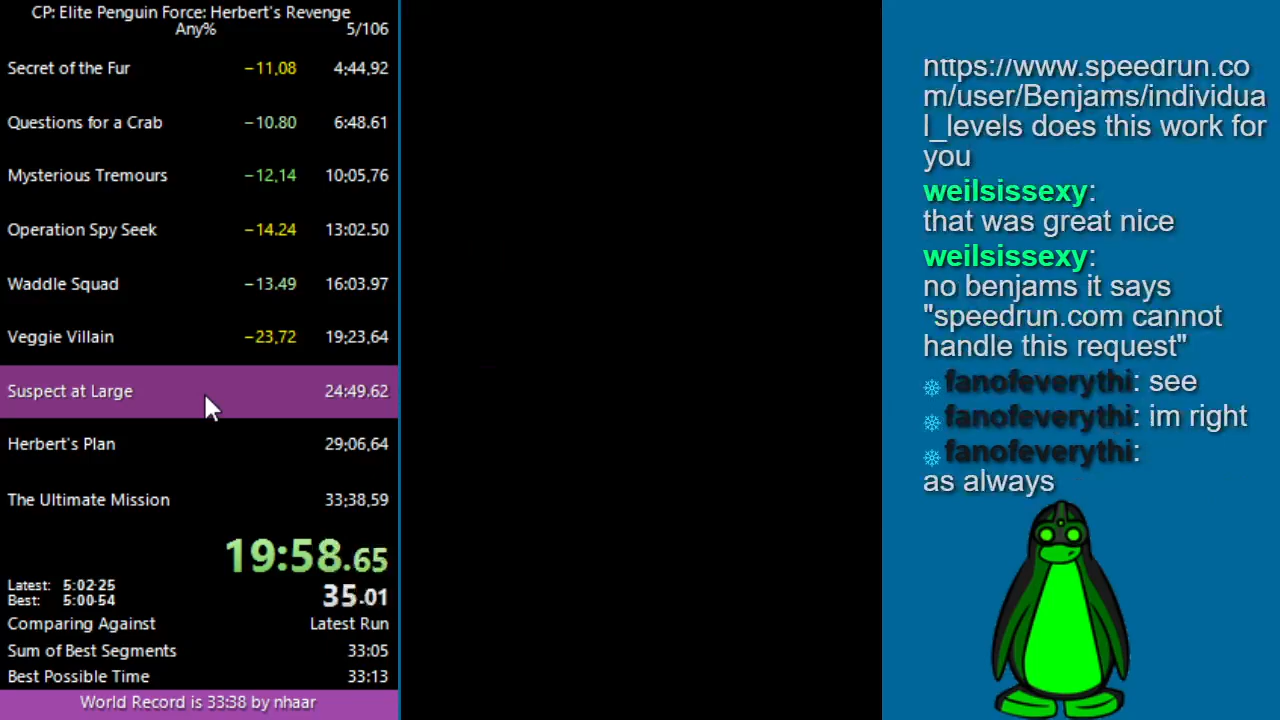 CP: Elite Penguin Force: Herbert's Revenge
Any% 5/106
Secret of the Fur −11,08 4:44,92
Questions for a Crab −10.80 6:48.61
Mysterious Tremours −12,14 10:05,76
Operation Spy Seek −14.24 13:02.50
Waddle Squad −13.49 16:03.97
Veggie Villain −23,72 19;23,64
Suspect at Large 24:49.62
Herbert's Plan 29;06,64
The Ultimate Mission 33;38,59
19:58.65
Latest: 5:02.25
Best: 5:00.54
35.01
Comparing Against Latest Run
Sum of Best Segments 33:05
Best Possible Time 33:13
World Record is 33:38 by nhaar
https://www.speedrun.co
m/user/Benjams/individua
l_levels does this work for
you
weilsissexy:
that was great nice
weilsissexy:
no benjams it says
"speedrun.com cannot
handle this request"
fanofeverythi: see
fanofeverythi: im right
fanofeverythi:
as always